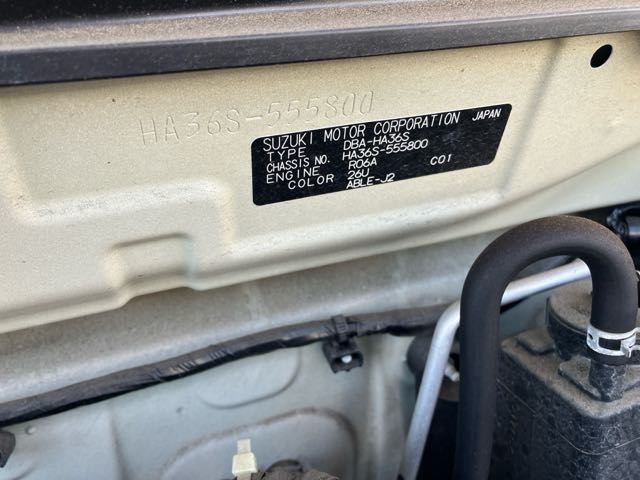 HA36S-555800
SUZUKI MOTOR CORPORATION JAPAN
TYPE DBA-HA36S
CHASSIS NO. HA36S-555800
ENGINE R06A C01
COLOR 26U
ABLE-J2